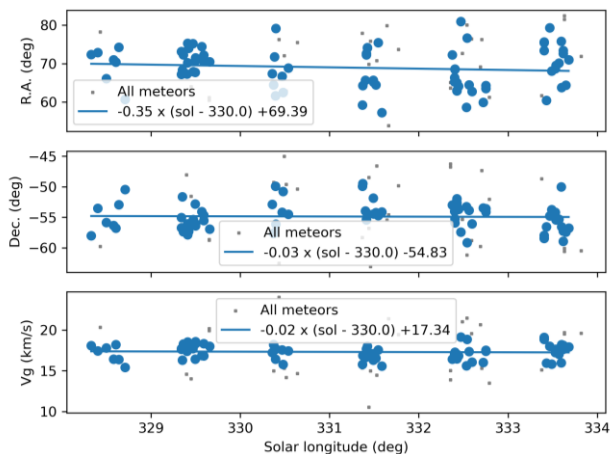 80
70
60
R.A. (deg)
All meteors
-0.35 x (sol - 330.0) +69.39
−45
−50
−55
−60
Dec. (deg)
All meteors
-0.03 x (sol - 330.0) -54.83
20
15
10
Vg (km/s)
All meteors
-0.02 x (sol - 330.0) +17.34
329 330 331 332 333 334
Solar longitude (deg)